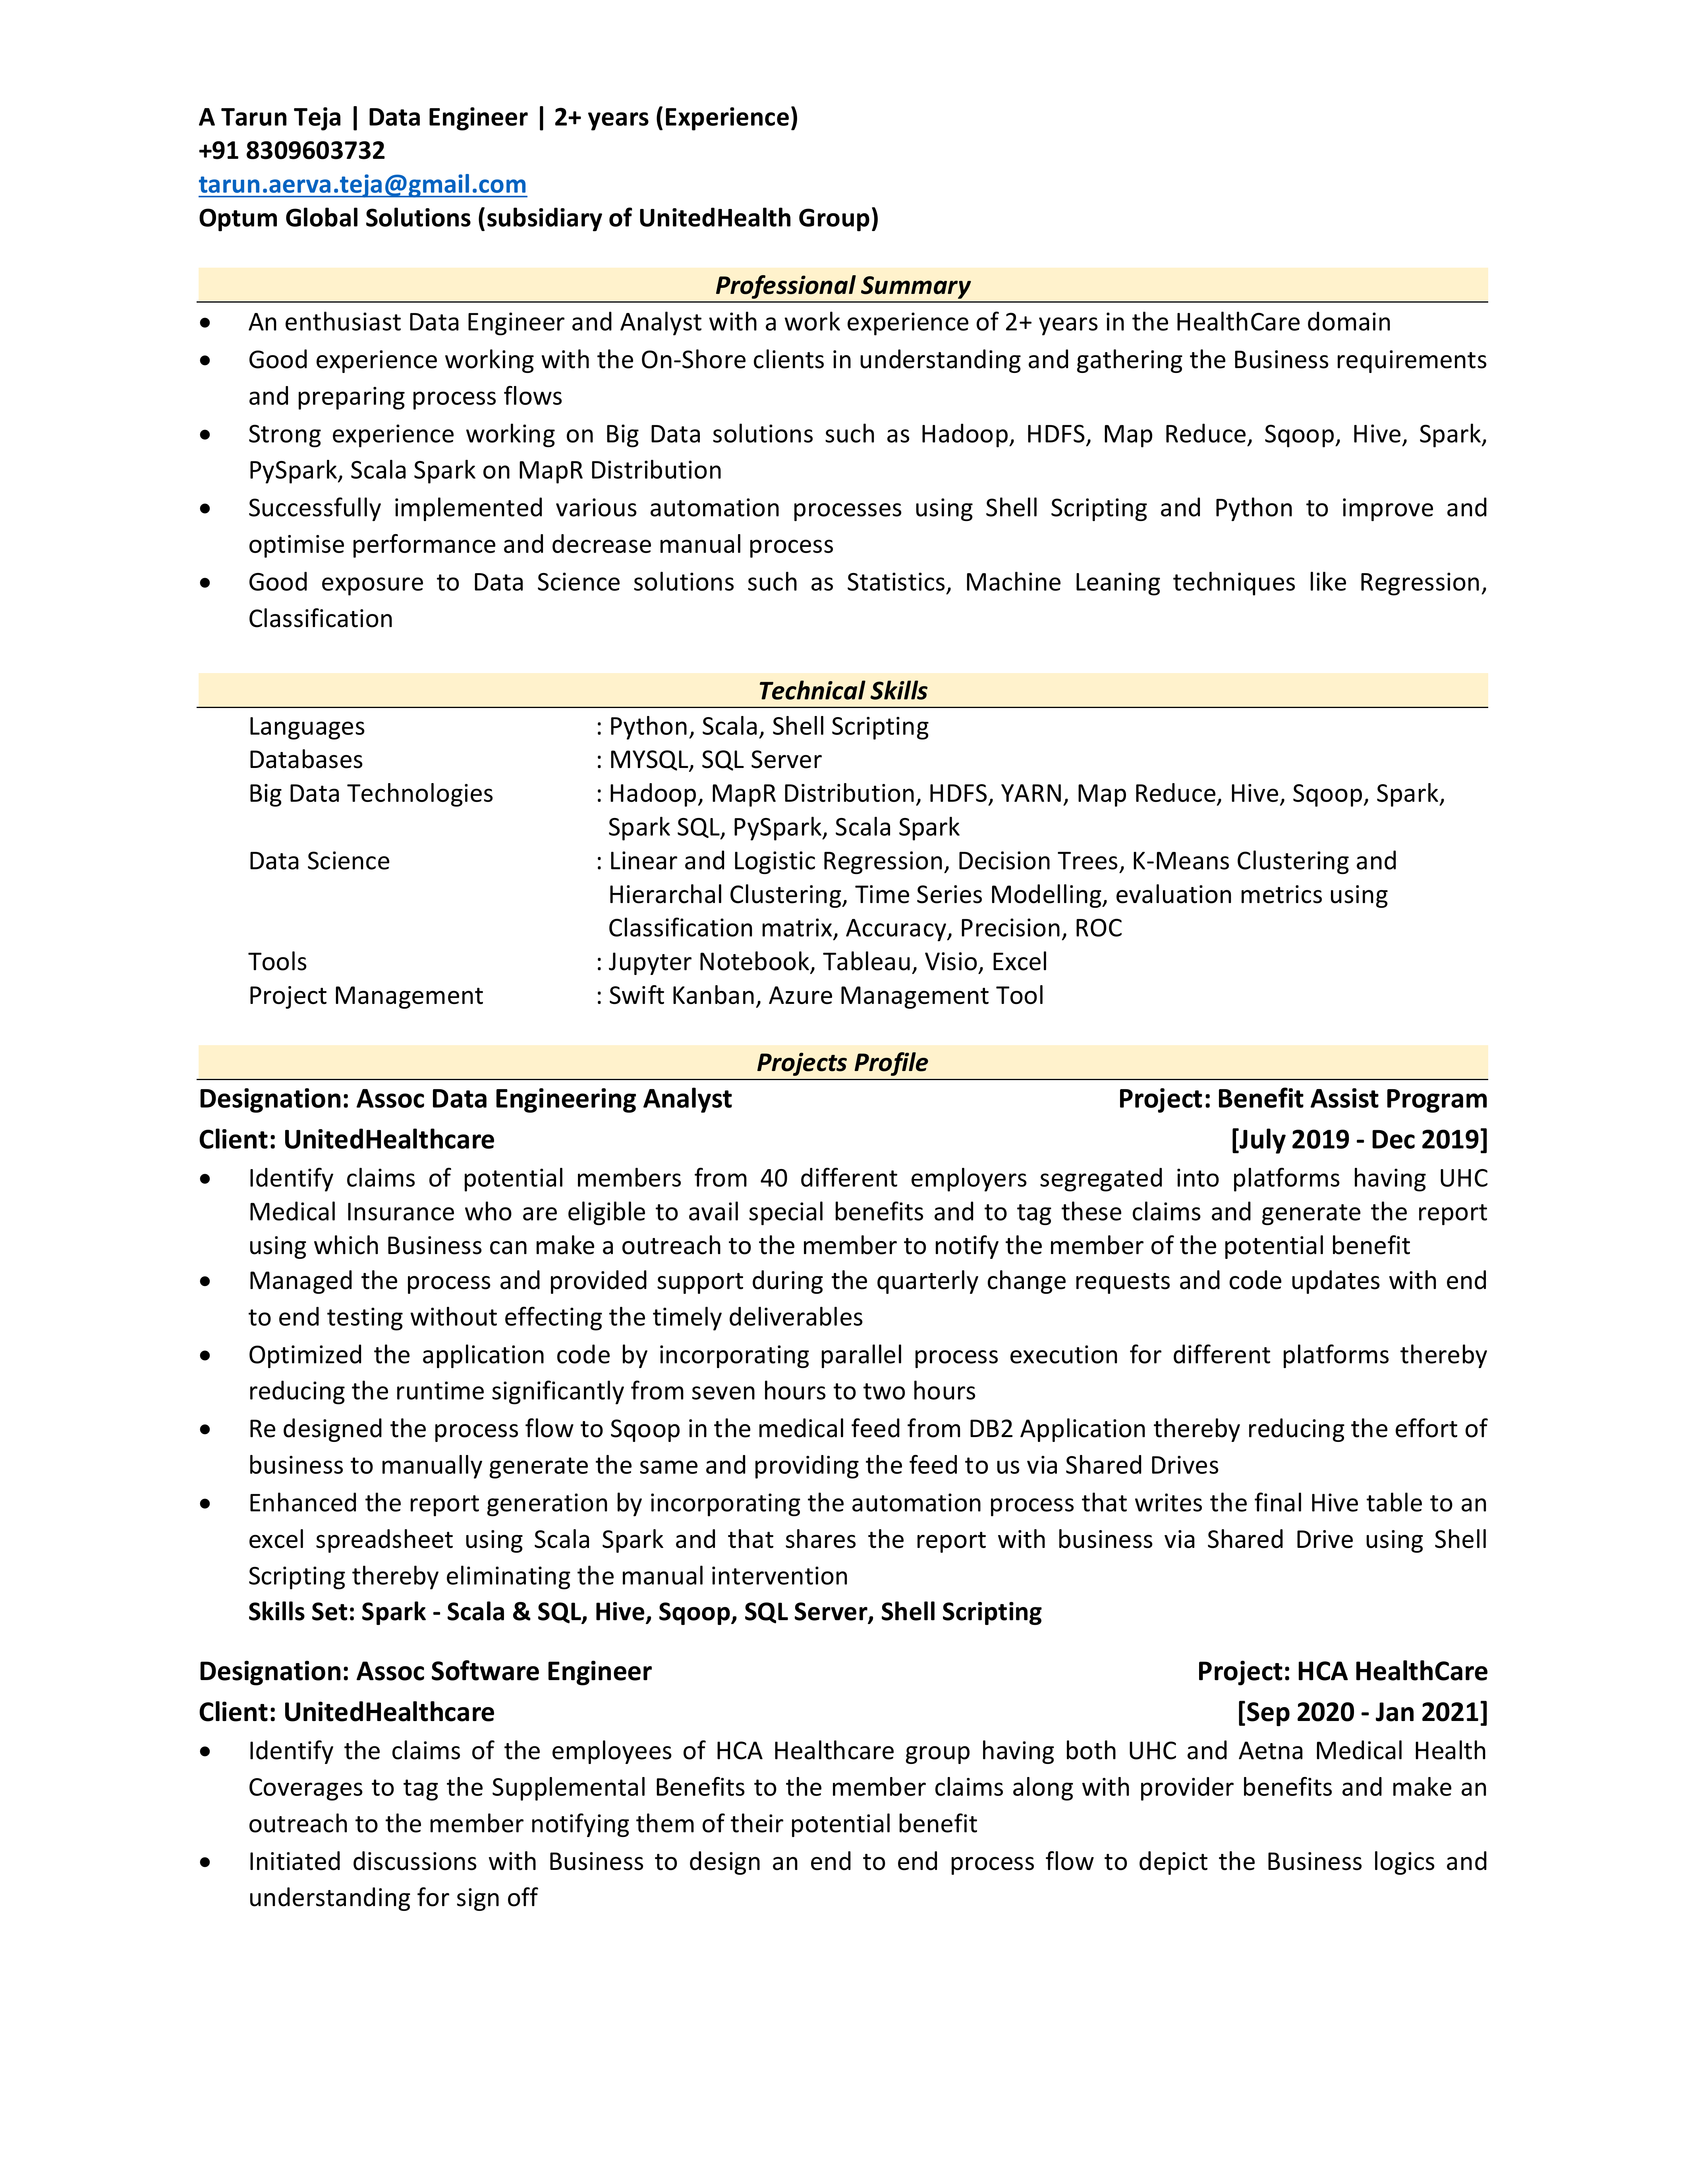 A Tarun Teja | Data Engineer | 2+ years (Experience)
+91 8309603732
tarun.aerva.teja@gmail.com
Optum Global Solutions (subsidiary of UnitedHealth Group)
Professional Summary
• An enthusiast Data Engineer and Analyst with a work experience of 2+ years in the HealthCare domain
• Good experience working with the On-Shore clients in understanding and gathering the Business requirements
and preparing process flows
• Strong experience working on Big Data solutions such as Hadoop, HDFS, Map Reduce, Sqoop, Hive, Spark,
PySpark, Scala Spark on MapR Distribution
• Successfully implemented various automation processes using Shell Scripting and Python to improve and
optimise performance and decrease manual process
• Good exposure to Data Science solutions such as Statistics, Machine Leaning techniques like Regression,
Classification
Technical Skills
Languages : Python, Scala, Shell Scripting
Databases : MYSQL, SQL Server
Big Data Technologies : Hadoop, MapR Distribution, HDFS, YARN, Map Reduce, Hive, Sqoop, Spark,
Spark SQL, PySpark, Scala Spark
Data Science : Linear and Logistic Regression, Decision Trees, K-Means Clustering and
Hierarchal Clustering, Time Series Modelling, evaluation metrics using
Classification matrix, Accuracy, Precision, ROC
Tools : Jupyter Notebook, Tableau, Visio, Excel
Project Management : Swift Kanban, Azure Management Tool
Projects Profile
Designation: Assoc Data Engineering Analyst Project: Benefit Assist Program
Client: UnitedHealthcare [July 2019 - Dec 2019]
• Identify claims of potential members from 40 different employers segregated into platforms having UHC
Medical Insurance who are eligible to avail special benefits and to tag these claims and generate the report
using which Business can make a outreach to the member to notify the member of the potential benefit
• Managed the process and provided support during the quarterly change requests and code updates with end
to end testing without effecting the timely deliverables
• Optimized the application code by incorporating parallel process execution for different platforms thereby
reducing the runtime significantly from seven hours to two hours
• Re designed the process flow to Sqoop in the medical feed from DB2 Application thereby reducing the effort of
business to manually generate the same and providing the feed to us via Shared Drives
• Enhanced the report generation by incorporating the automation process that writes the final Hive table to an
excel spreadsheet using Scala Spark and that shares the report with business via Shared Drive using Shell
Scripting thereby eliminating the manual intervention
Skills Set: Spark - Scala & SQL, Hive, Sqoop, SQL Server, Shell Scripting
Designation: Assoc Software Engineer Project: HCA HealthCare
Client: UnitedHealthcare [Sep 2020 - Jan 2021]
• Identify the claims of the employees of HCA Healthcare group having both UHC and Aetna Medical Health
Coverages to tag the Supplemental Benefits to the member claims along with provider benefits and make an
outreach to the member notifying them of their potential benefit
• Initiated discussions with Business to design an end to end process flow to depict the Business logics and
understanding for sign off